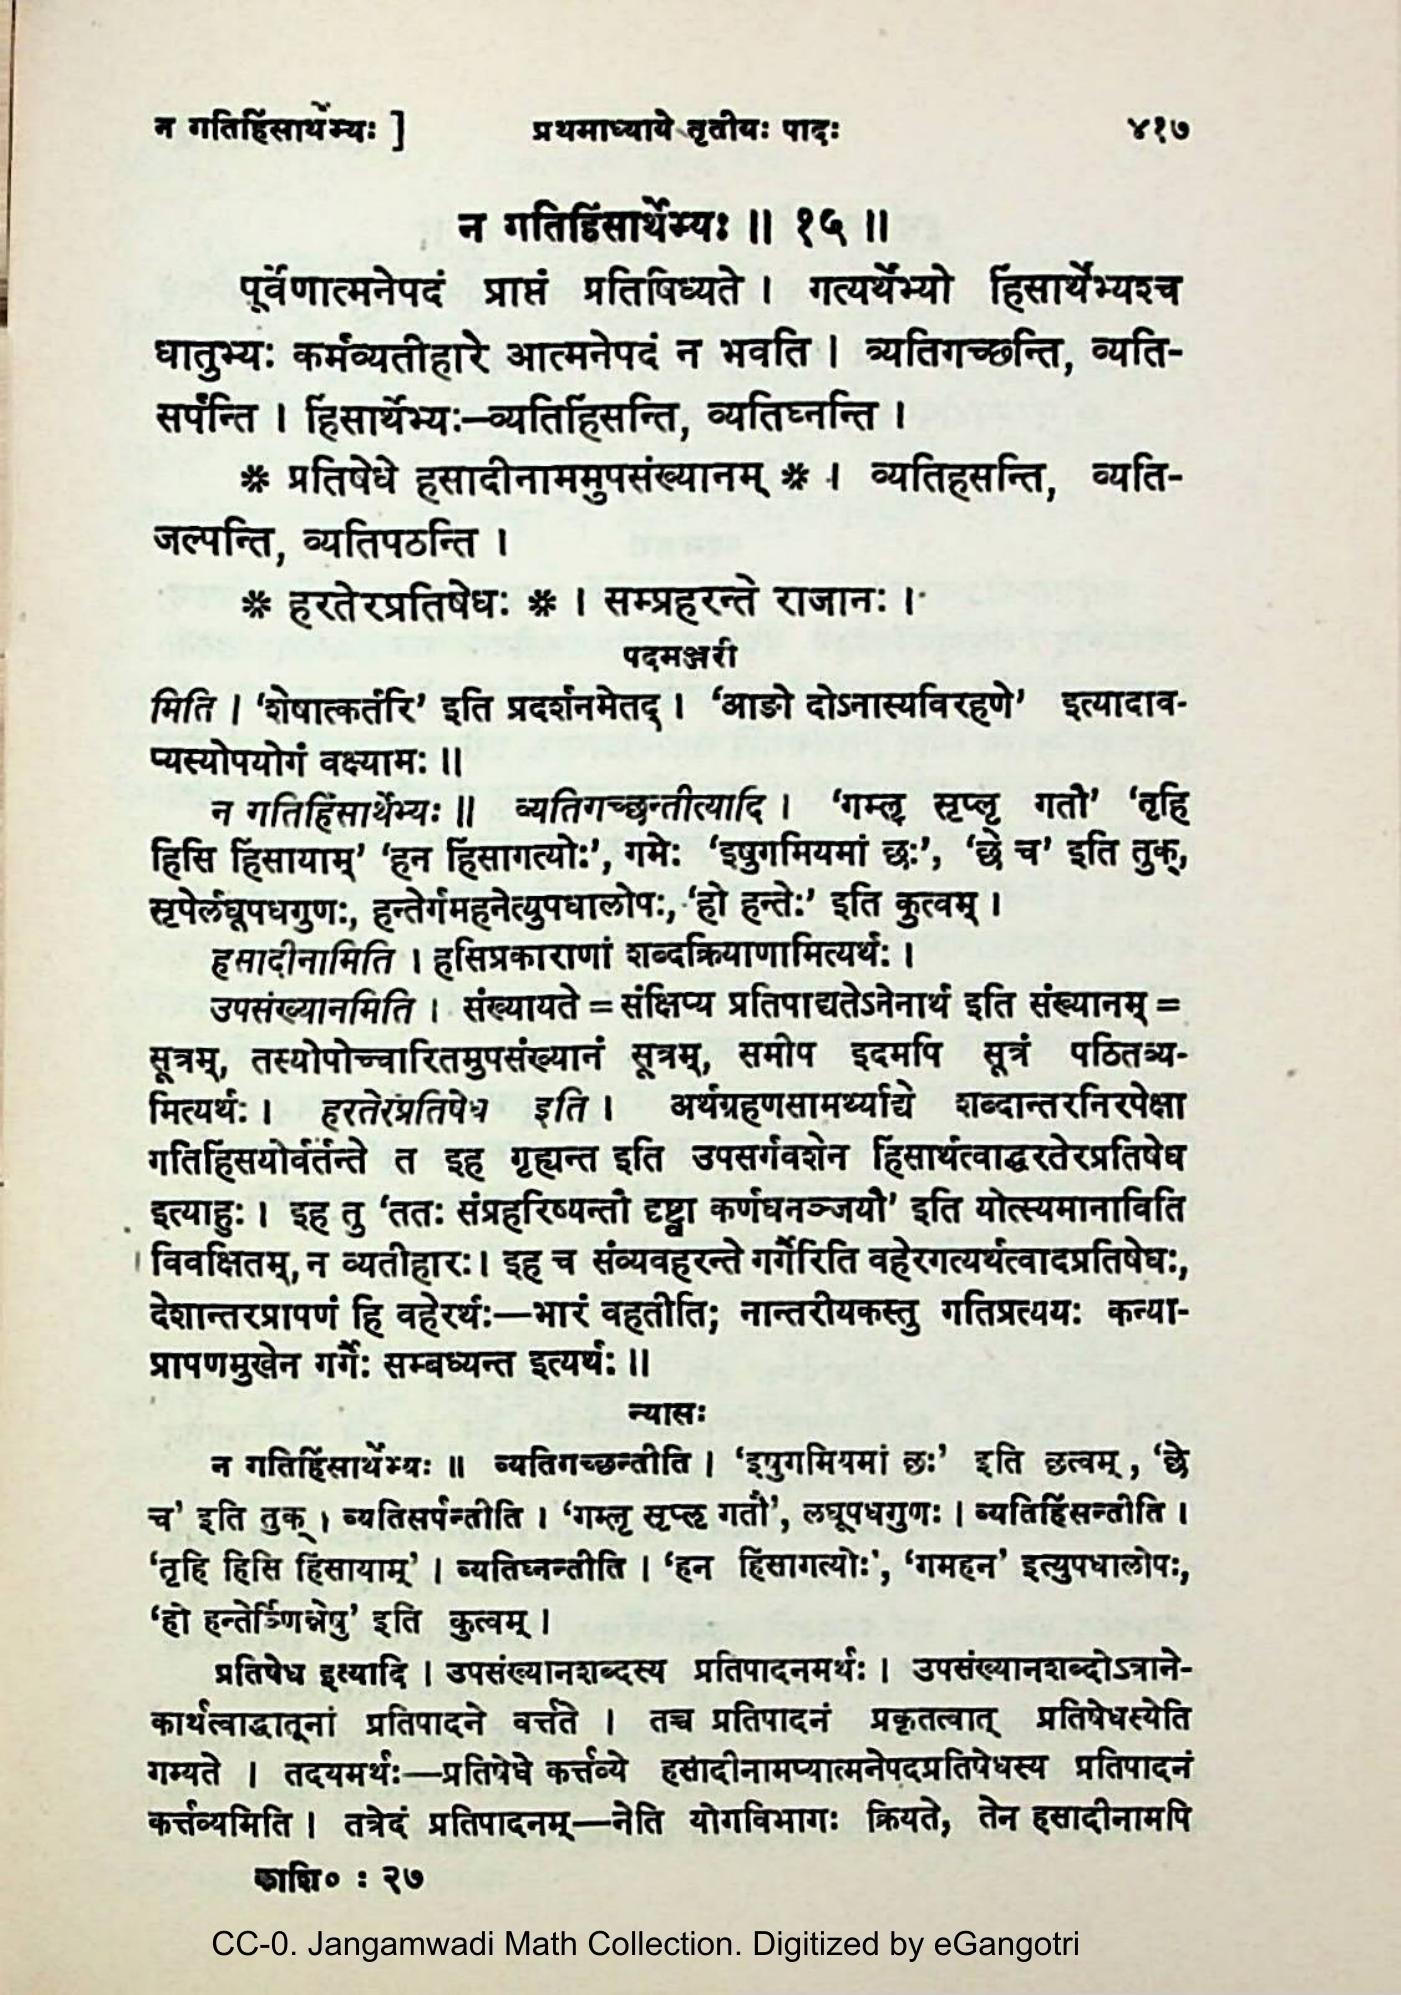 न गतिहिंसार्थेभ्यः ] प्रथमाध्याये तृतीयः पादः ४१७
न गतिहिंसार्थेभ्यः ॥ १५ ॥
पूर्वेणात्मनेपदं प्राप्तं प्रतिषिध्यते । गत्यर्थेभ्यो हिंसार्थेभ्यश्च
धातुभ्यः कर्मव्यतीहारे आत्मनेपदं न भवति । व्यतिगच्छन्ति, व्यति-
सर्पन्ति । हिंसार्थेभ्यः—व्यतिहिंसन्ति, व्यतिघ्नन्ति ।
❋ प्रतिषेधे हसादीनाममुपसंख्यानम् ❋ । व्यतिहसन्ति, व्यति-
जल्पन्ति, व्यतिपठन्ति ।
❋ हरतेरप्रतिषेधः ❋ । सम्प्रहरन्ते राजानः ।
पदमञ्जरी
मिति । ‘शेषात्कर्तरि’ इति प्रदर्शनमेतद् । ‘आङो दोऽनास्यविरहणे’ इत्यादाव-
प्यस्योपयोगं वक्ष्यामः ॥
न गतिहिंसार्थेभ्यः ॥ व्यतिगच्छन्तीत्यादि । ‘गम्लृ सृप्लृ गतौ’ ‘तृहि
हिसि हिंसायाम्’ ‘हन हिंसागत्योः’, गमेः ‘इषुगमियमां छः’, ‘छे च’ इति तुक्,
सृपेर्लघूपधगुणः, हन्तेर्गमहनेत्युपधालोपः, ‘हो हन्तेः’ इति कुत्वम् ।
हसादीनामिति । हसिप्रकाराणां शब्दक्रियाणामित्यर्थः ।
उपसंख्यानमिति । संख्यायते = संक्षिप्य प्रतिपाद्यतेऽनेनार्थ इति संख्यानम् =
सूत्रम्, तस्योपोच्चारितमुपसंख्यानं सूत्रम्, समीप इदमपि सूत्रं पठितव्य-
मित्यर्थः । हरतेरप्रतिषेध इति । अर्थग्रहणसामर्थ्याद्ये शब्दान्तरनिरपेक्षा
गतिहिंसयोर्वर्तन्ते त इह गृह्यन्त इति उपसर्गवशेन हिंसार्थत्वाद्धरतेरप्रतिषेध
इत्याहुः । इह तु ‘ततः संप्रहरिष्यन्तौ दृष्ट्वा कर्णधनञ्जयौ’ इति योत्स्यमानाविति
विवक्षितम्, न व्यतीहारः । इह च संव्यवहरन्ते गर्गैरिति वहेरगत्यर्थत्वादप्रतिषेधः,
देशान्तरप्रापणं हि वहेरर्थः—भारं वहतीति; नान्तरीयकस्तु गतिप्रत्ययः कन्या-
प्रापणमुखेन गर्गैः सम्बध्यन्त इत्यर्थः ॥
न्यासः
न गतिहिंसार्थेभ्यः ॥ व्यतिगच्छन्तीति । ‘इषुगमियमां छः’ इति छत्वम् , ‘छे
च’ इति तुक् । व्यतिसर्पन्तीति । ‘गम्लृ सृप्लृ गतौ’, लघूपधगुणः । व्यतिहिंसन्तीति ।
‘तृहि हिसि हिंसायाम्’ । व्यतिघ्नन्तीति । ‘हन हिंसागत्योः’, ‘गमहन’ इत्युपधालोपः,
‘हो हन्तेर्ञ्णिन्नेषु’ इति कुत्वम् ।
प्रतिषेध इत्यादि । उपसंख्यानशब्दस्य प्रतिपादनमर्थः । उपसंख्यानशब्दोऽत्राने-
कार्थत्वाद्धातूनां प्रतिपादने वर्त्तते । तच्च प्रतिपादनं प्रकृतत्वात् प्रतिषेधस्येति
गम्यते । तदयमर्थः—प्रतिषेधे कर्त्तव्ये हसादीनामप्यात्मनेपदप्रतिषेधस्य प्रतिपादनं
कर्त्तव्यमिति । तत्रेदं प्रतिपादनम्—नेति योगविभागः क्रियते, तेन हसादीनामपि
काशि० : २७
CC-0. Jangamwadi Math Collection. Digitized by eGangotri